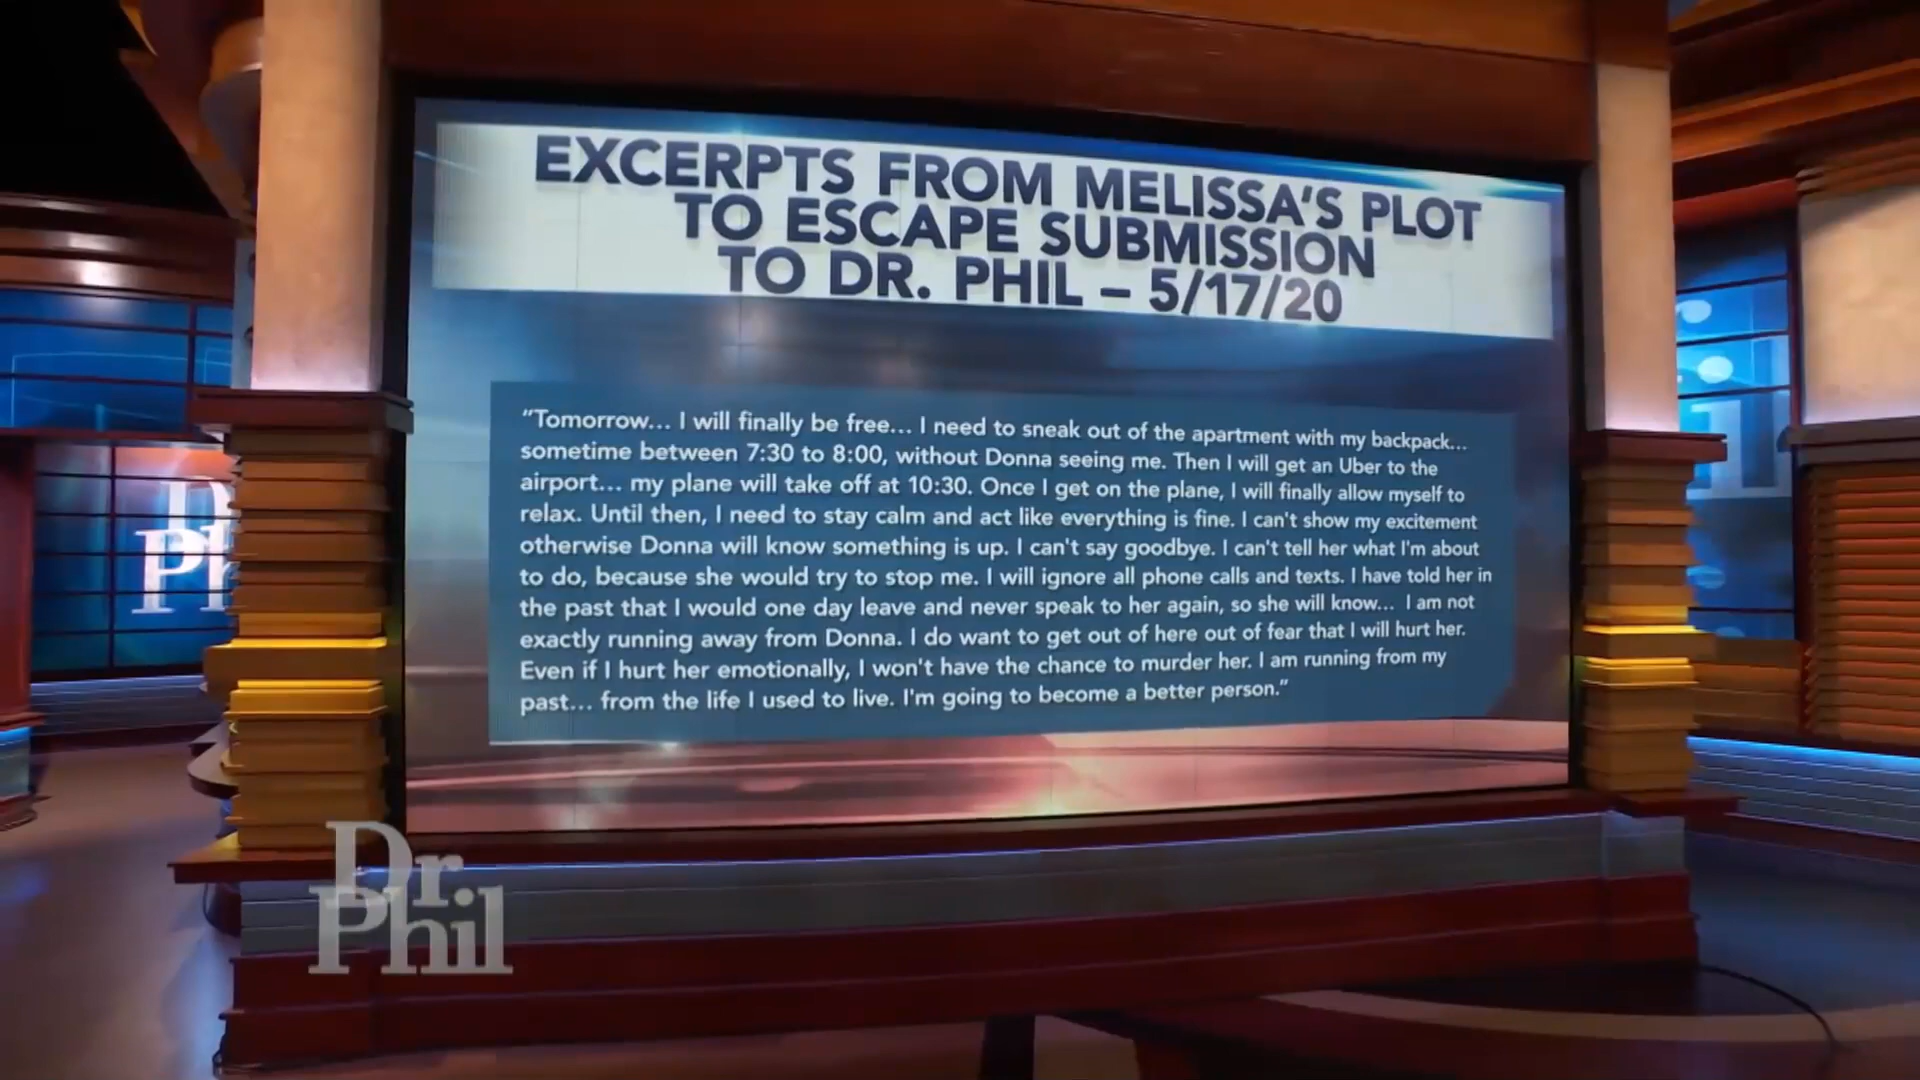 EXCERPTS FROM MELISSA'S PLOT
TO ESCAPE SUBMISSION
TO DR. PHIL – 5/17/20
"Tomorrow... I will finally be free... I need to sneak out of the apartment with my backpack...
sometime between 7:30 to 8:00, without Donna seeing me. Then I will get an Uber to the
airport... my plane will take off at 10:30. Once I get on the plane, I will finally allow myself to
relax. Until then, I need to stay calm and act like everything is fine. I can't show my excitement
otherwise Donna will know something is up. I can't say goodbye. I can't tell her what I'm about
to do, because she would try to stop me. I will ignore all phone calls and texts. I have told her in
the past that I would one day leave and never speak to her again, so she will know... I am not
exactly running away from Donna. I do want to get out of here out of fear that I will hurt her.
Even if I hurt her emotionally, I won't have the chance to murder her. I am running from my
past... from the life I used to live. I'm going to become a better person."
Dr.
Phil